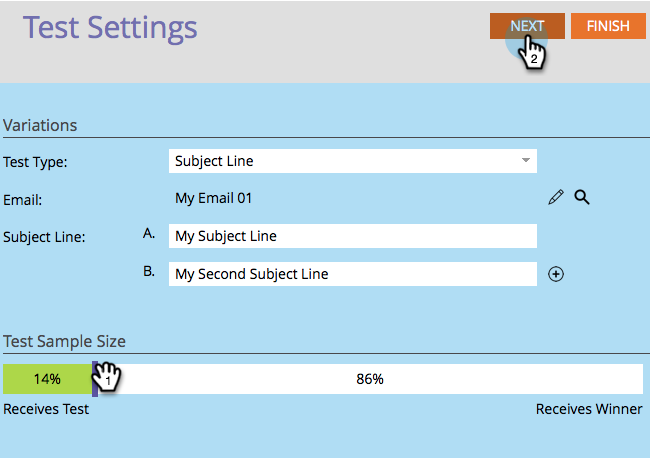 Test Settings
NEXT
FINISH
2
Variations
Test Type:
Subject Line
Email:
My Email 01
Subject Line:
A.
My Subject Line
B.
My Second Subject Line
Test Sample Size
14%
1
86%
Receives Test
Receives Winner